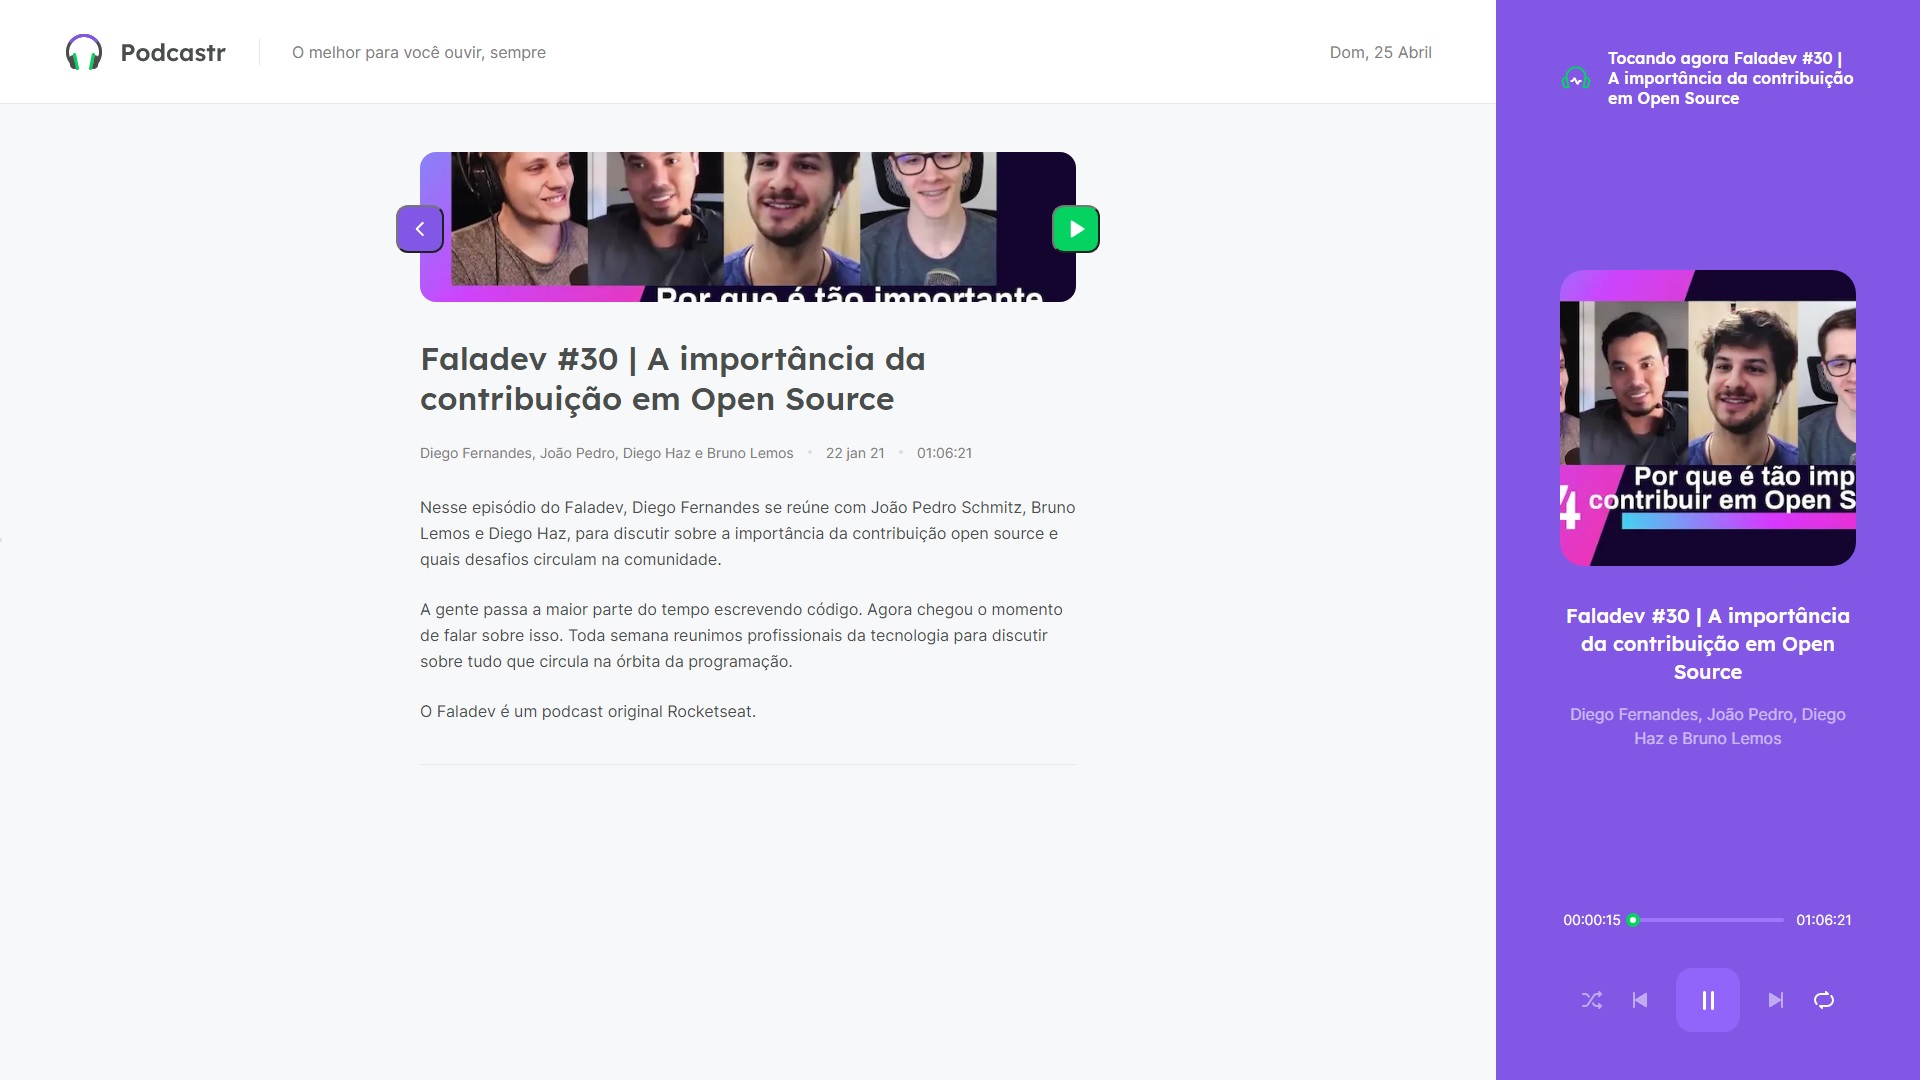 Podcastr
O melhor para você ouvir, sempre
Dom, 25 Abril
Por que é tão importante
Faladev #30 | A importância da
contribuição em Open Source
Diego Fernandes, João Pedro, Diego Haz e Bruno Lemos • 22 jan 21 • 01:06:21
Nesse episódio do Faladev, Diego Fernandes se reúne com João Pedro Schmitz, Bruno
Lemos e Diego Haz, para discutir sobre a importância da contribuição open source e
quais desafios circulam na comunidade.
A gente passa a maior parte do tempo escrevendo código. Agora chegou o momento
de falar sobre isso. Toda semana reunimos profissionais da tecnologia para discutir
sobre tudo que circula na órbita da programação.
O Faladev é um podcast original Rocketseat.
Tocando agora Faladev #30 |
A importância da contribuição
em Open Source
Por que é tão imp
4 contribuir em Open S
Faladev #30 | A importância
da contribuição em Open
Source
Diego Fernandes, João Pedro, Diego
Haz e Bruno Lemos
00:00:15
01:06:21